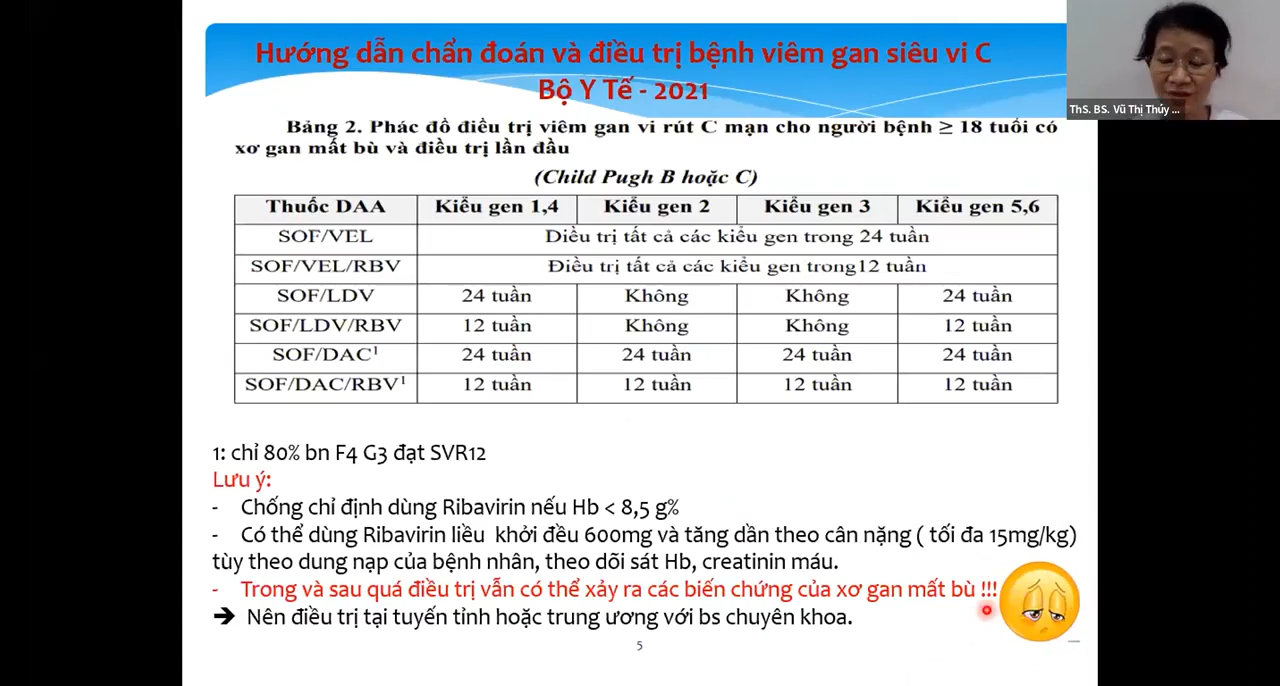 Hướng dẫn chẩn đoán và điều trị bệnh viêm gan siêu vi C
Bộ Y Tế - 2021
ThS. BS. Vũ Thị Thúy ...
Bảng 2. Phác đồ điều trị viêm gan vi rút C mạn cho người bệnh ≥ 18 tuổi có
xơ gan mất bù và điều trị lần đầu
(Child Pugh B hoặc C)
Thuốc DAA Kiểu gen 1,4 Kiểu gen 2 Kiểu gen 3 Kiểu gen 5,6
SOF/VEL Điều trị tất cả các kiểu gen trong 24 tuần
SOF/VEL/RBV Điều trị tất cả các kiểu gen trong12 tuần
SOF/LDV 24 tuần Không Không 24 tuần
SOF/LDV/RBV 12 tuần Không Không 12 tuần
SOF/DAC¹ 24 tuần 24 tuần 24 tuần 24 tuần
SOF/DAC/RBV¹ 12 tuần 12 tuần 12 tuần 12 tuần
1: chỉ 80% bn F4 G3 đạt SVR12
Lưu ý:
- Chống chỉ định dùng Ribavirin nếu Hb < 8,5 g%
- Có thể dùng Ribavirin liều khởi đều 600mg và tăng dần theo cân nặng ( tối đa 15mg/kg)
tùy theo dung nạp của bệnh nhân, theo dõi sát Hb, creatinin máu.
- Trong và sau quá điều trị vẫn có thể xảy ra các biến chứng của xơ gan mất bù !!!
➔ Nên điều trị tại tuyến tỉnh hoặc trung ương với bs chuyên khoa.
5